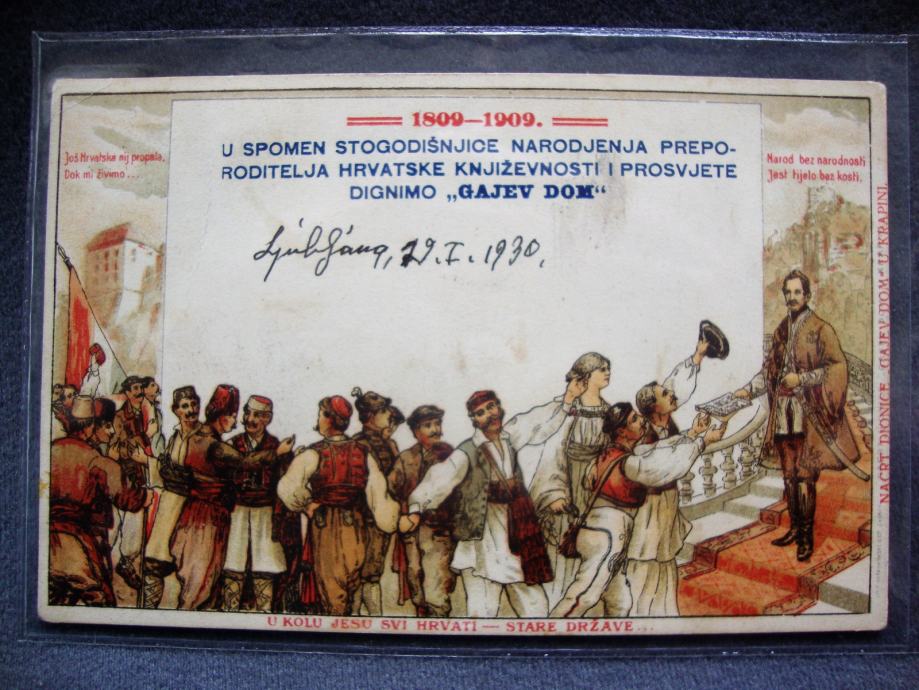 1809—1909.
U SPOMEN STOGODIŠNJICE NARODJENJA PREPO-
RODITELJA HRVATSKE KNJIŽEVNOSTI I PROSVJETE
DIGNIMO „GAJEV DOM“
Još Hrvatska nij propala,
Dok mi živimo...
Narod bez narodnosti
Jest tijelo bez kosti.
Ljubljana, 29. I. 1930.
NACRT DIONICE „GAJEV DOM“ U KRAPINI.
U KOLU JESU SVI HRVATI — STARE DRŽAVE...